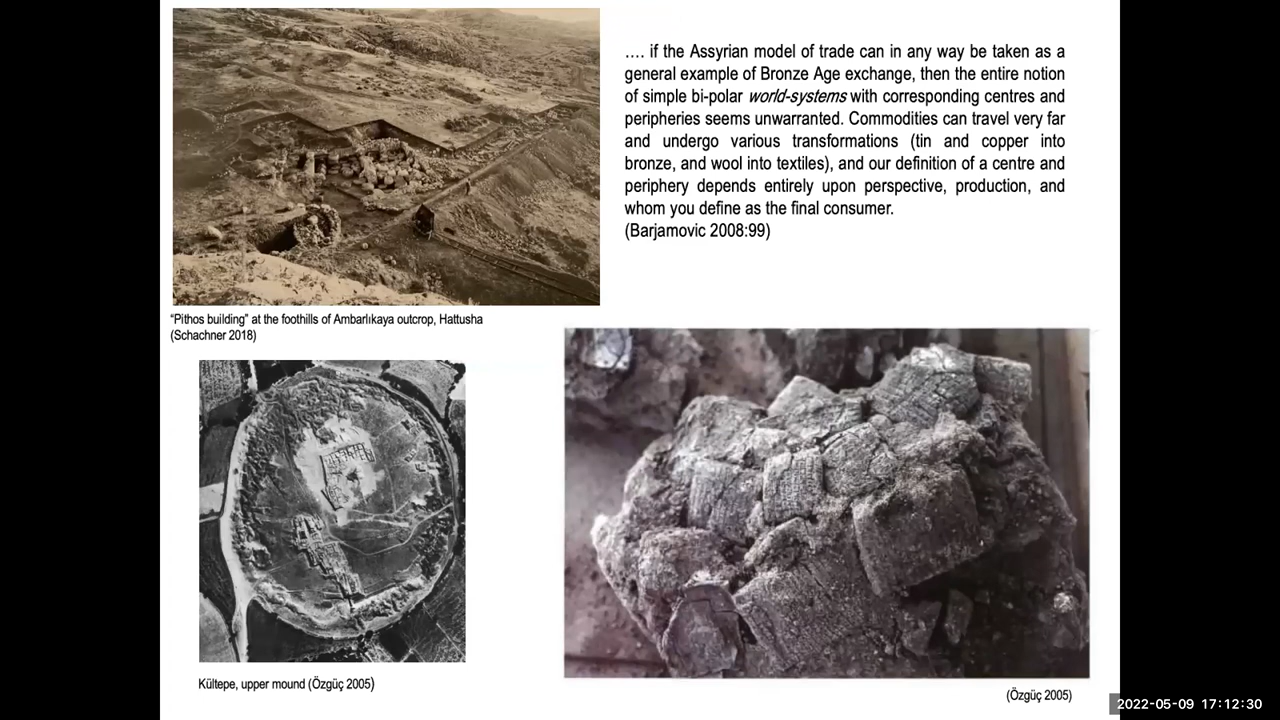 .... if the Assyrian model of trade can in any way be taken as a
general example of Bronze Age exchange, then the entire notion
of simple bi-polar world-systems with corresponding centres and
peripheries seems unwarranted. Commodities can travel very far
and undergo various transformations (tin and copper into
bronze, and wool into textiles), and our definition of a centre and
periphery depends entirely upon perspective, production, and
whom you define as the final consumer.
(Barjamovic 2008:99)
“Pithos building” at the foothills of Ambarlıkaya outcrop, Hattusha
(Schachner 2018)
Kültepe, upper mound (Özgüç 2005)
(Özgüç 2005)
2022-05-09 17:12:30